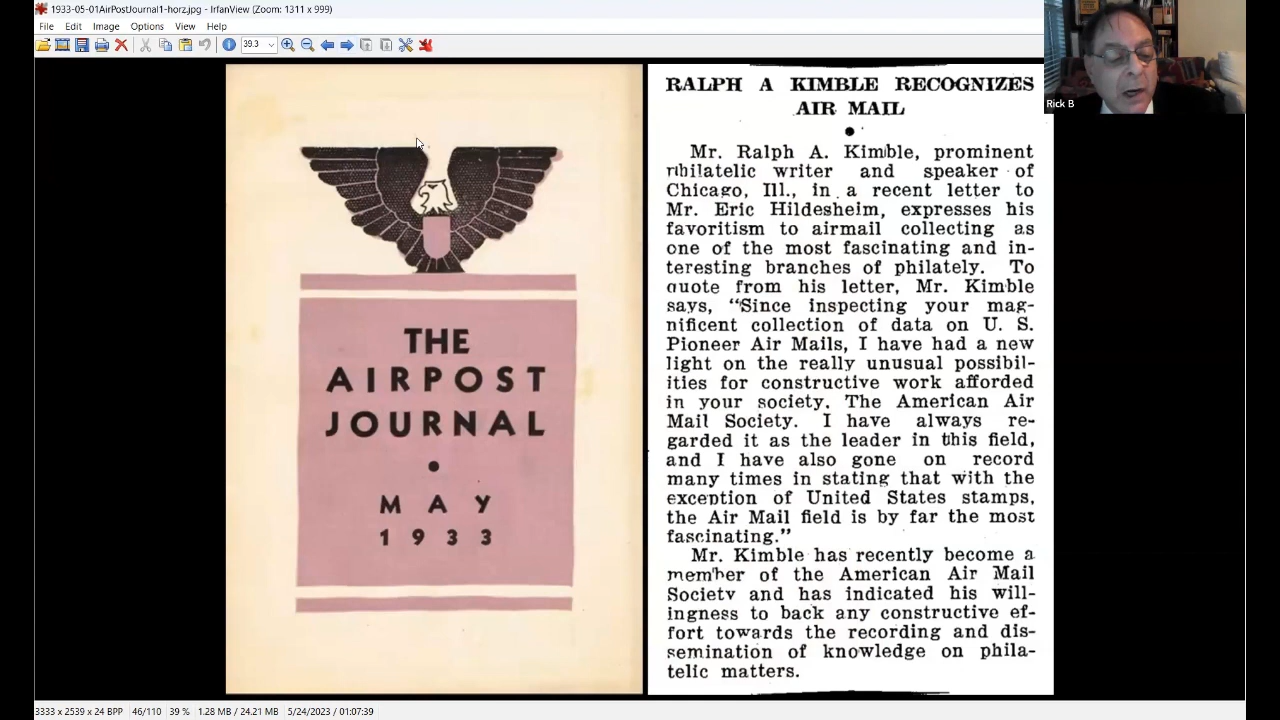 1933-05-01AirPostJournal1-horz.jpg - IrfanView (Zoom: 1311 x 999)
File Edit Image Options View Help
39.3
THE
AIRPOST
JOURNAL
MAY
1933
RALPH A KIMBLE RECOGNIZES
AIR MAIL
Mr. Ralph A. Kimble, prominent
philatelic writer and speaker of
Chicago, Ill., in a recent letter to
Mr. Eric Hildesheim, expresses his
favoritism to airmail collecting as
one of the most fascinating and in-
teresting branches of philately. To
quote from his letter, Mr. Kimble
says, “Since inspecting your mag-
nificent collection of data on U. S.
Pioneer Air Mails, I have had a new
light on the really unusual possibil-
ities for constructive work afforded
in your society. The American Air
Mail Society. I have always re-
garded it as the leader in this field,
and I have also gone on record
many times in stating that with the
exception of United States stamps,
the Air Mail field is by far the most
fascinating.”
Mr. Kimble has recently become a
member of the American Air Mail
Society and has indicated his will-
ingness to back any constructive ef-
fort towards the recording and dis-
semination of knowledge on phila-
telic matters.
Rick B
3333 x 2539 x 24 BPP 46/110 39 % 1.28 MB / 24.21 MB 5/24/2023 / 01:07:39